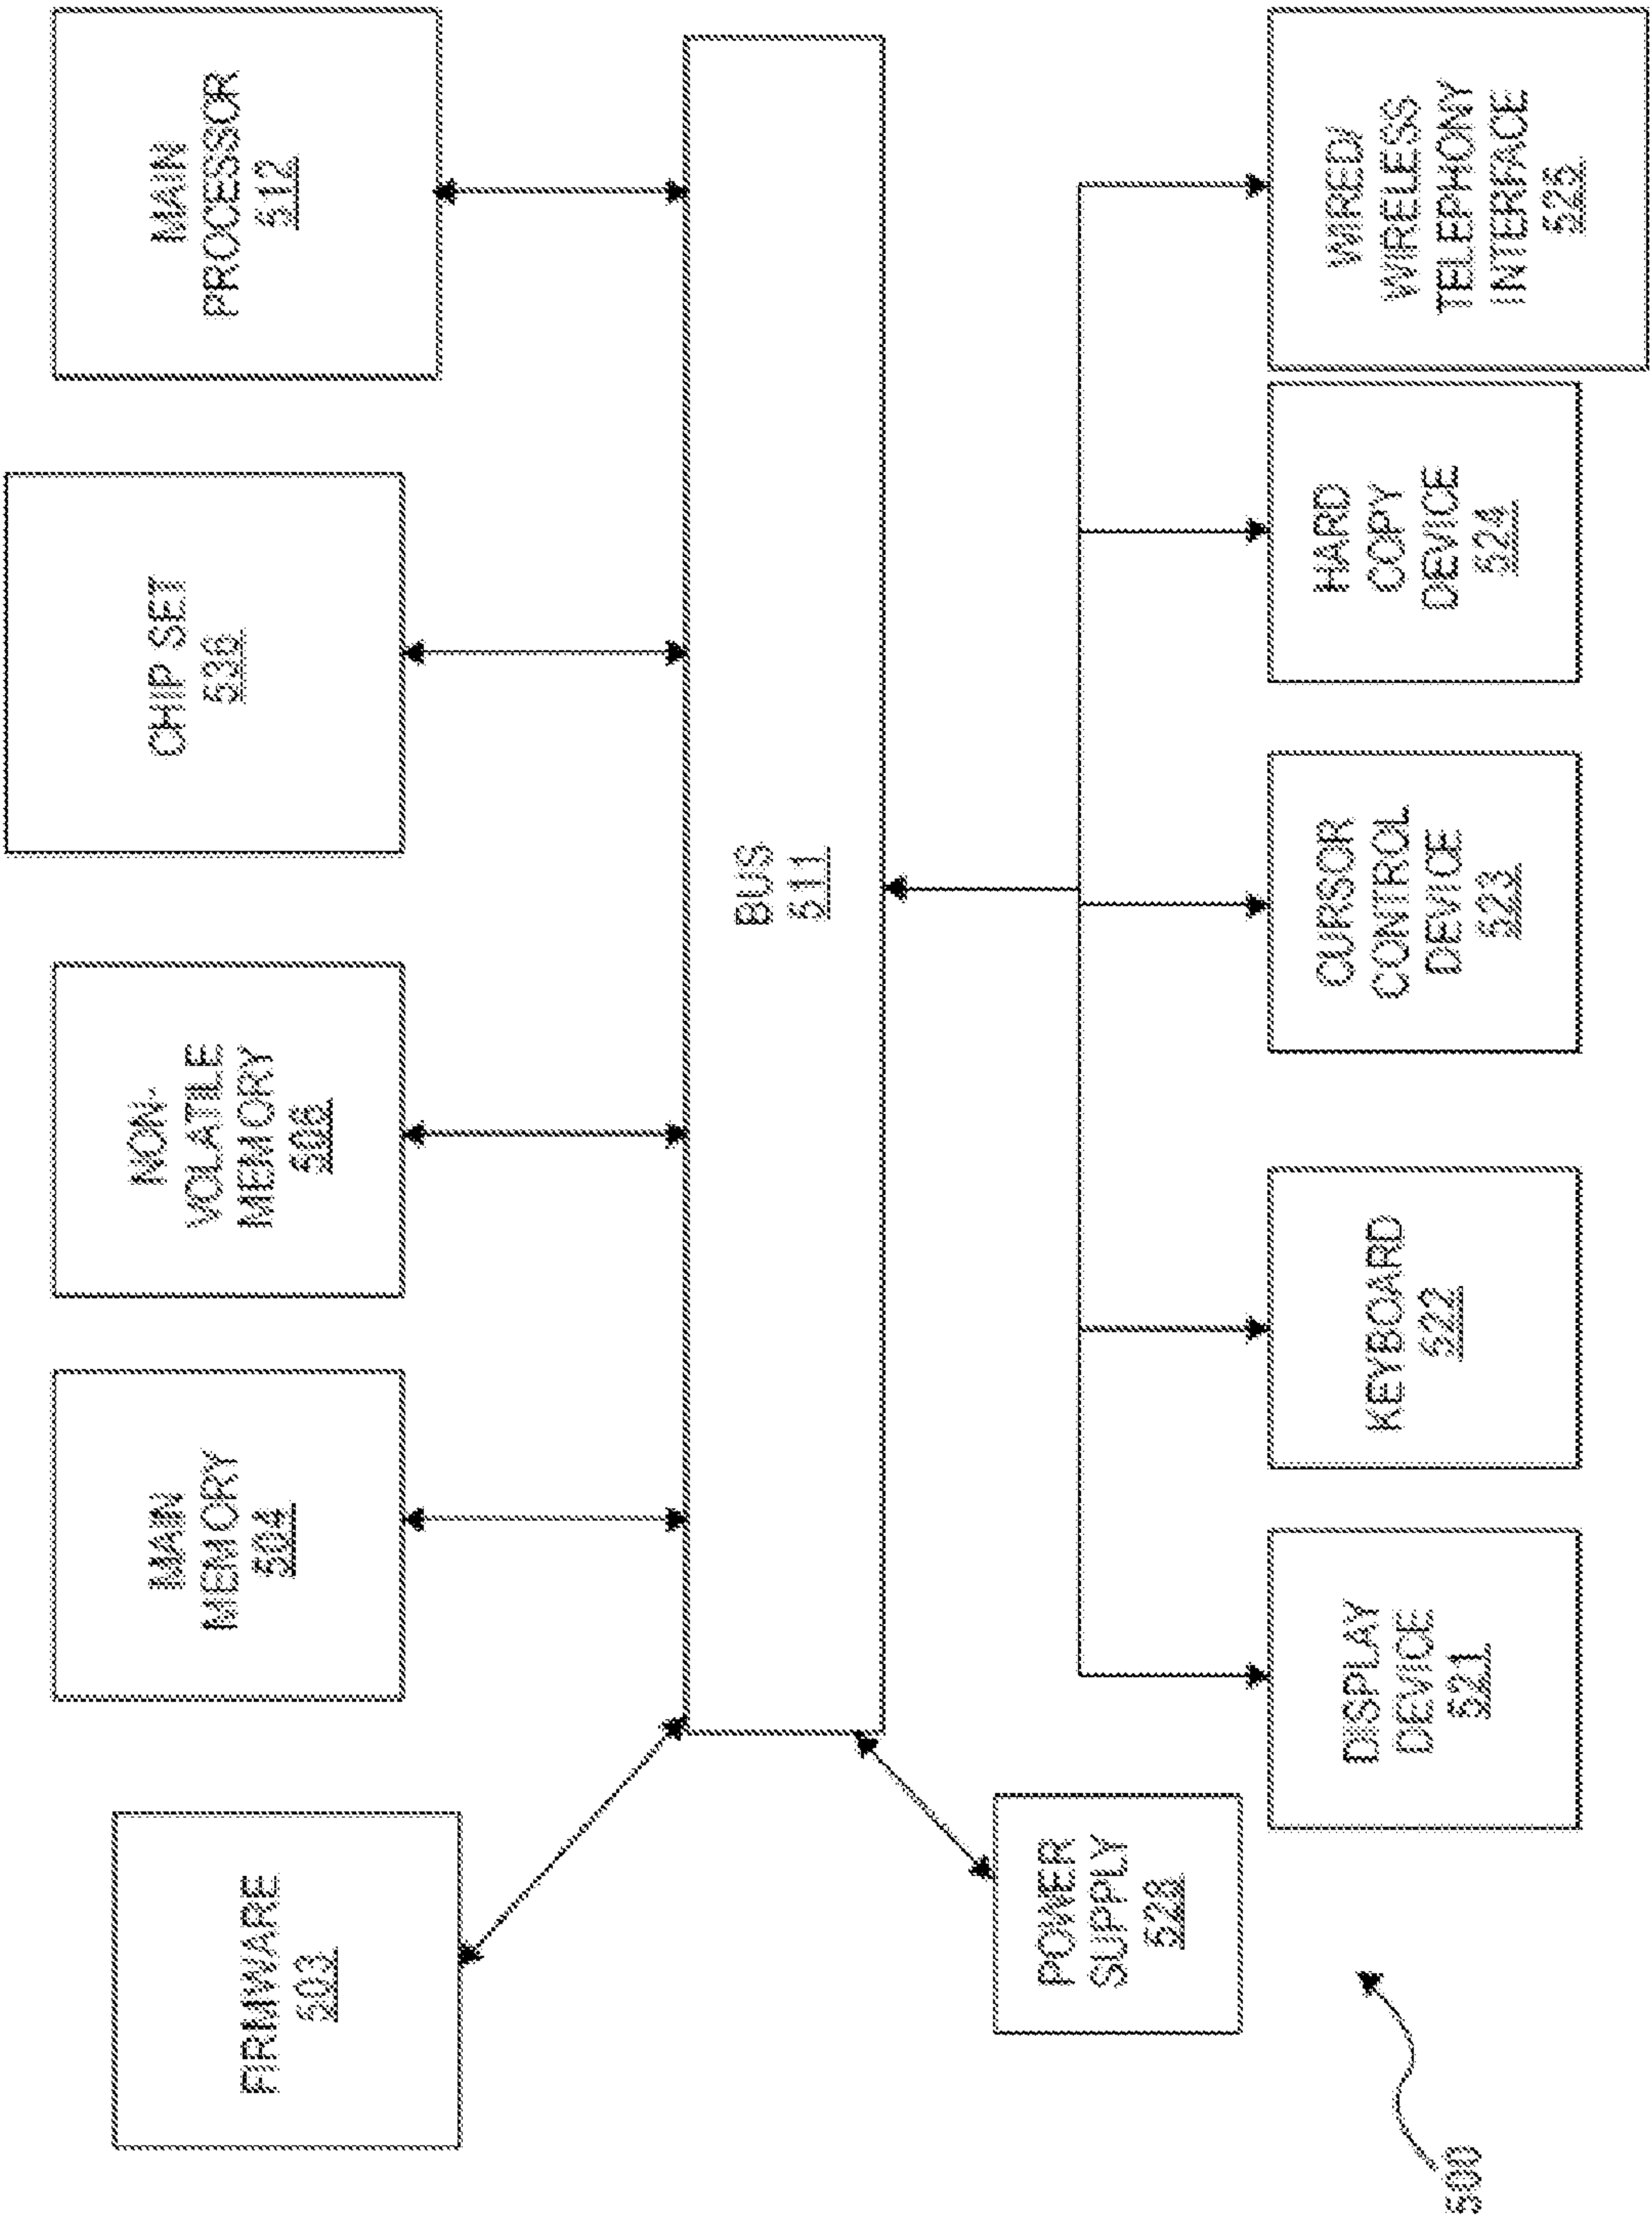 FIRMWARE
503
MAIN
MEMORY
504
NON-
VOLATILE
MEMORY
506
CHIP SET
536
MAIN
PROCESSOR
512
BUS
511
POWER
SUPPLY
528
DISPLAY
DEVICE
521
KEYBOARD
522
CURSOR
CONTROL
DEVICE
523
HARD
COPY
DEVICE
524
WIRED/
WIRELESS
TELEPHONY
INTERFACE
525
500